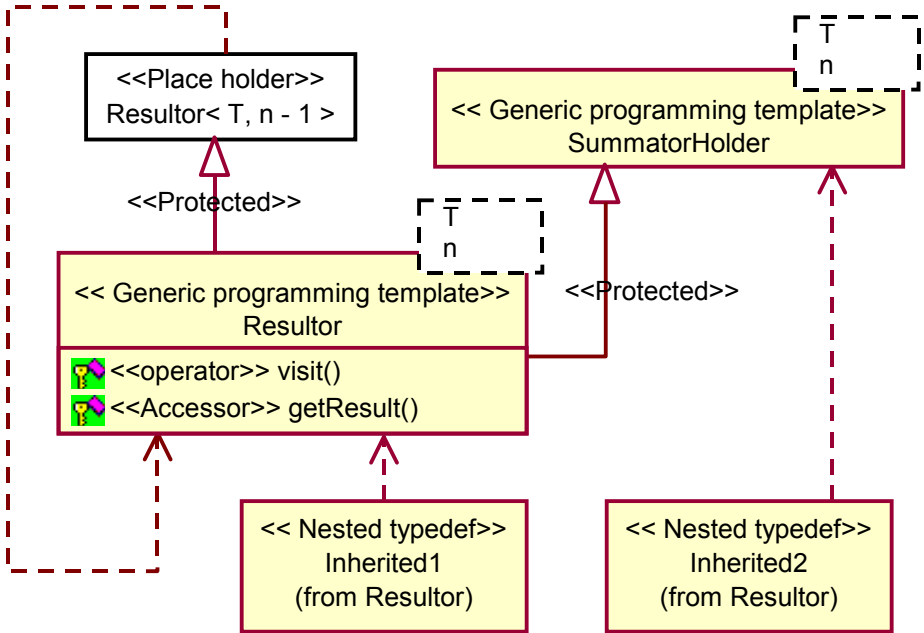 <<Place holder>>
Resultor< T, n - 1 >
T
n
<< Generic programming template>>
SummatorHolder
<<Protected>>
T
n
<< Generic programming template>>
Resultor
<<Protected>>
<<operator>> visit()
<<Accessor>> getResult()
<< Nested typedef>>
Inherited1
(from Resultor)
<< Nested typedef>>
Inherited2
(from Resultor)